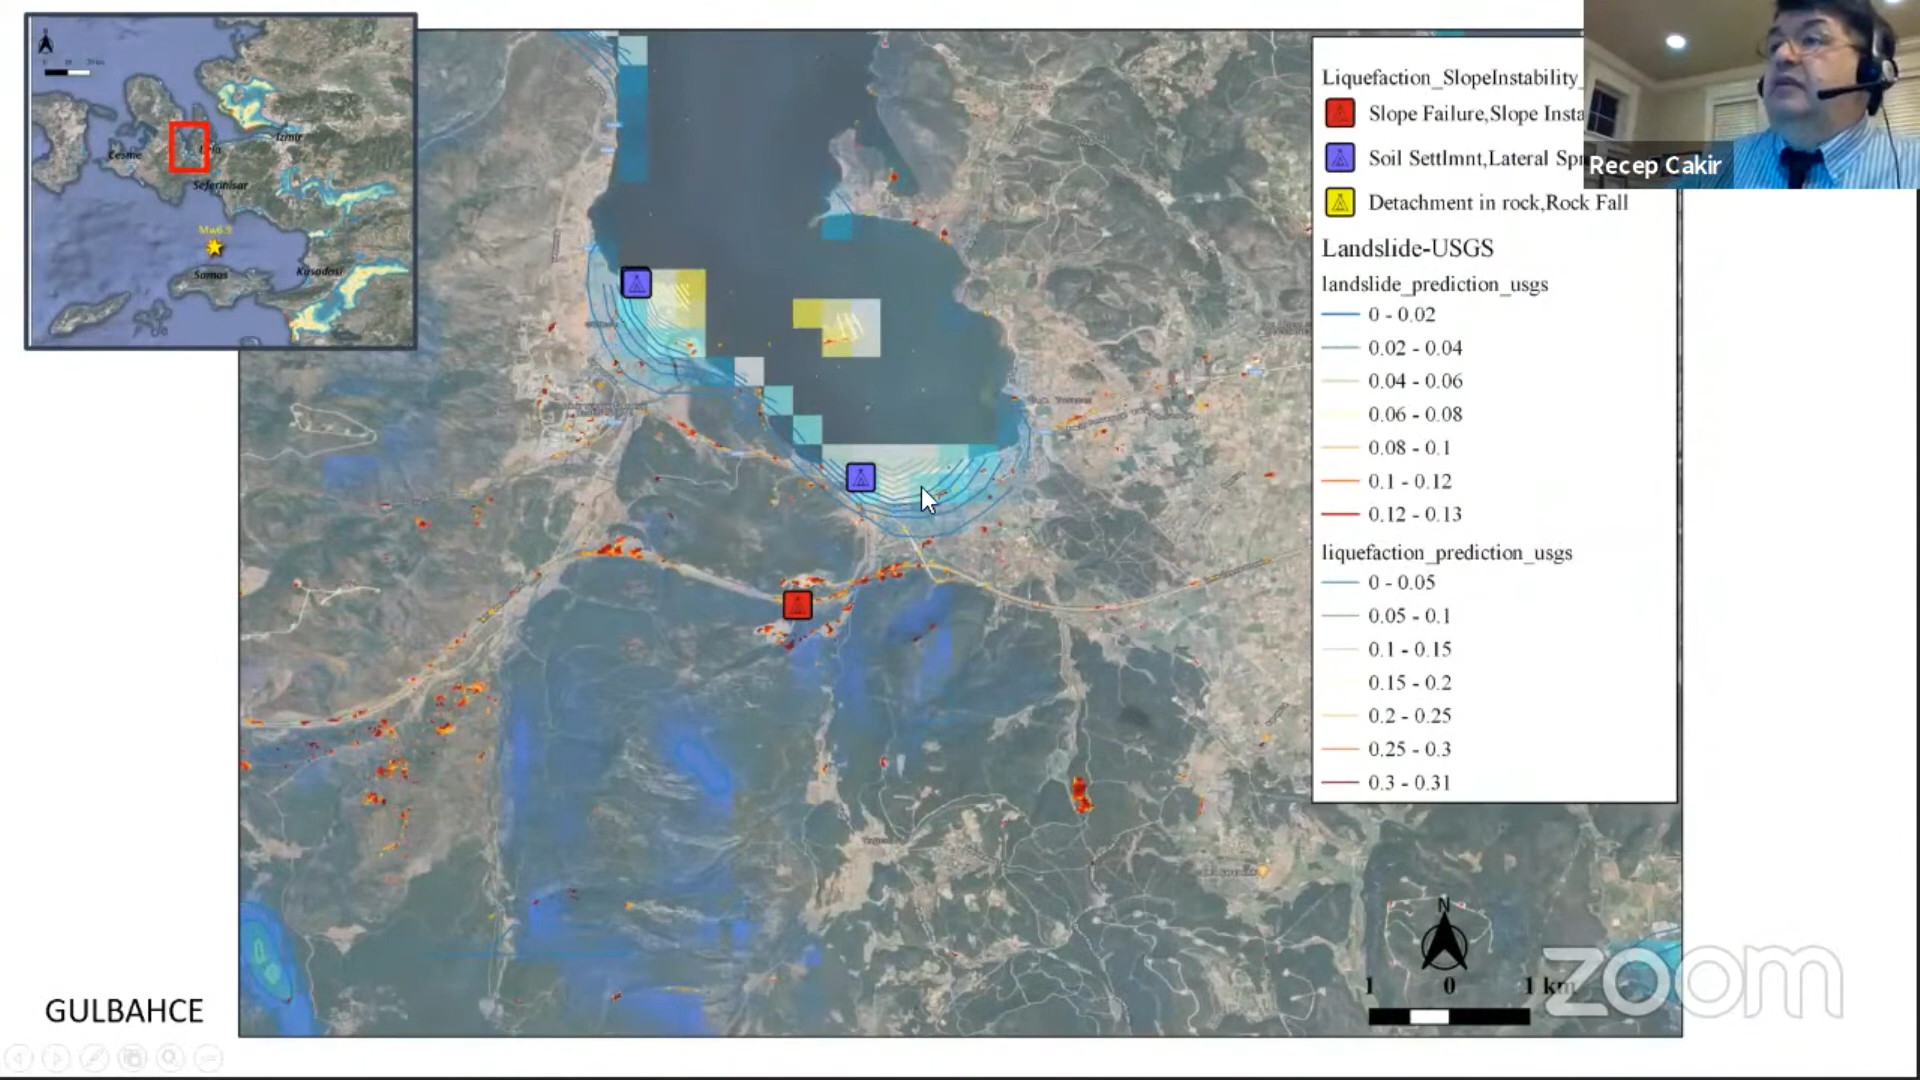 Izmir
Cesme
Urla
Seferihisar
Mw6.9
Samos
Kusadasi
Liquefaction_SlopeInstability_
Slope Failure,Slope Insta
Soil Settlmnt,Lateral Spr
Detachment in rock,Rock Fall
Landslide-USGS
landslide_prediction_usgs
0 - 0.02
0.02 - 0.04
0.04 - 0.06
0.06 - 0.08
0.08 - 0.1
0.1 - 0.12
0.12 - 0.13
liquefaction_prediction_usgs
0 - 0.05
0.05 - 0.1
0.1 - 0.15
0.15 - 0.2
0.2 - 0.25
0.25 - 0.3
0.3 - 0.31
Recep Cakir
N
1 0 1 km
zoom
GULBAHCE